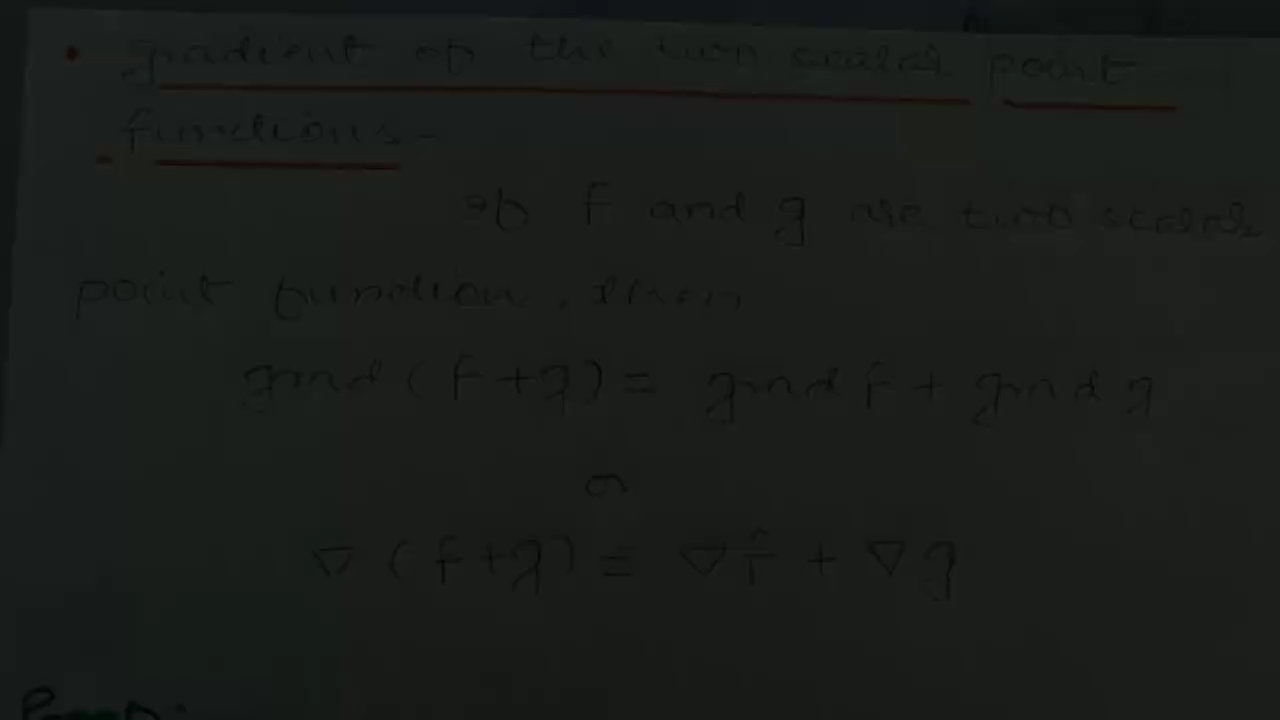 • gradient of the two scalar point
functions-
If f and g are two scalar
point function, then
grad (f+g) = grad f + grad g
or
∇ (f+g) = ∇f + ∇g
Proof: